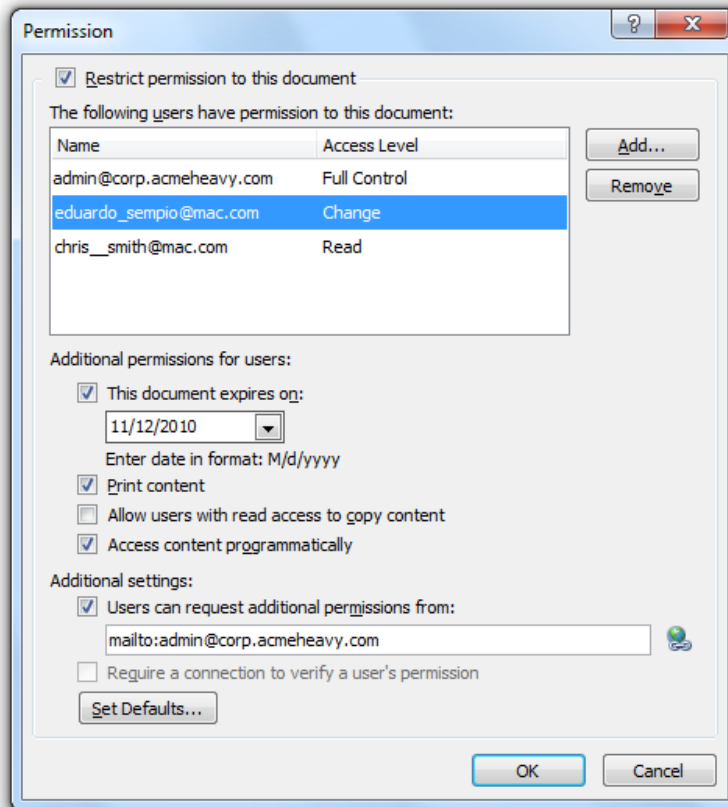 Permission
Restrict permission to this document
The following users have permission to this document:
Name Access Level
admin@corp.acmeheavy.com Full Control
eduardo_sempio@mac.com Change
chris__smith@mac.com Read
Add...
Remove
Additional permissions for users:
This document expires on:
11/12/2010
Enter date in format: M/d/yyyy
Print content
Allow users with read access to copy content
Access content programmatically
Additional settings:
Users can request additional permissions from:
mailto:admin@corp.acmeheavy.com
Require a connection to verify a user's permission
Set Defaults...
OK Cancel